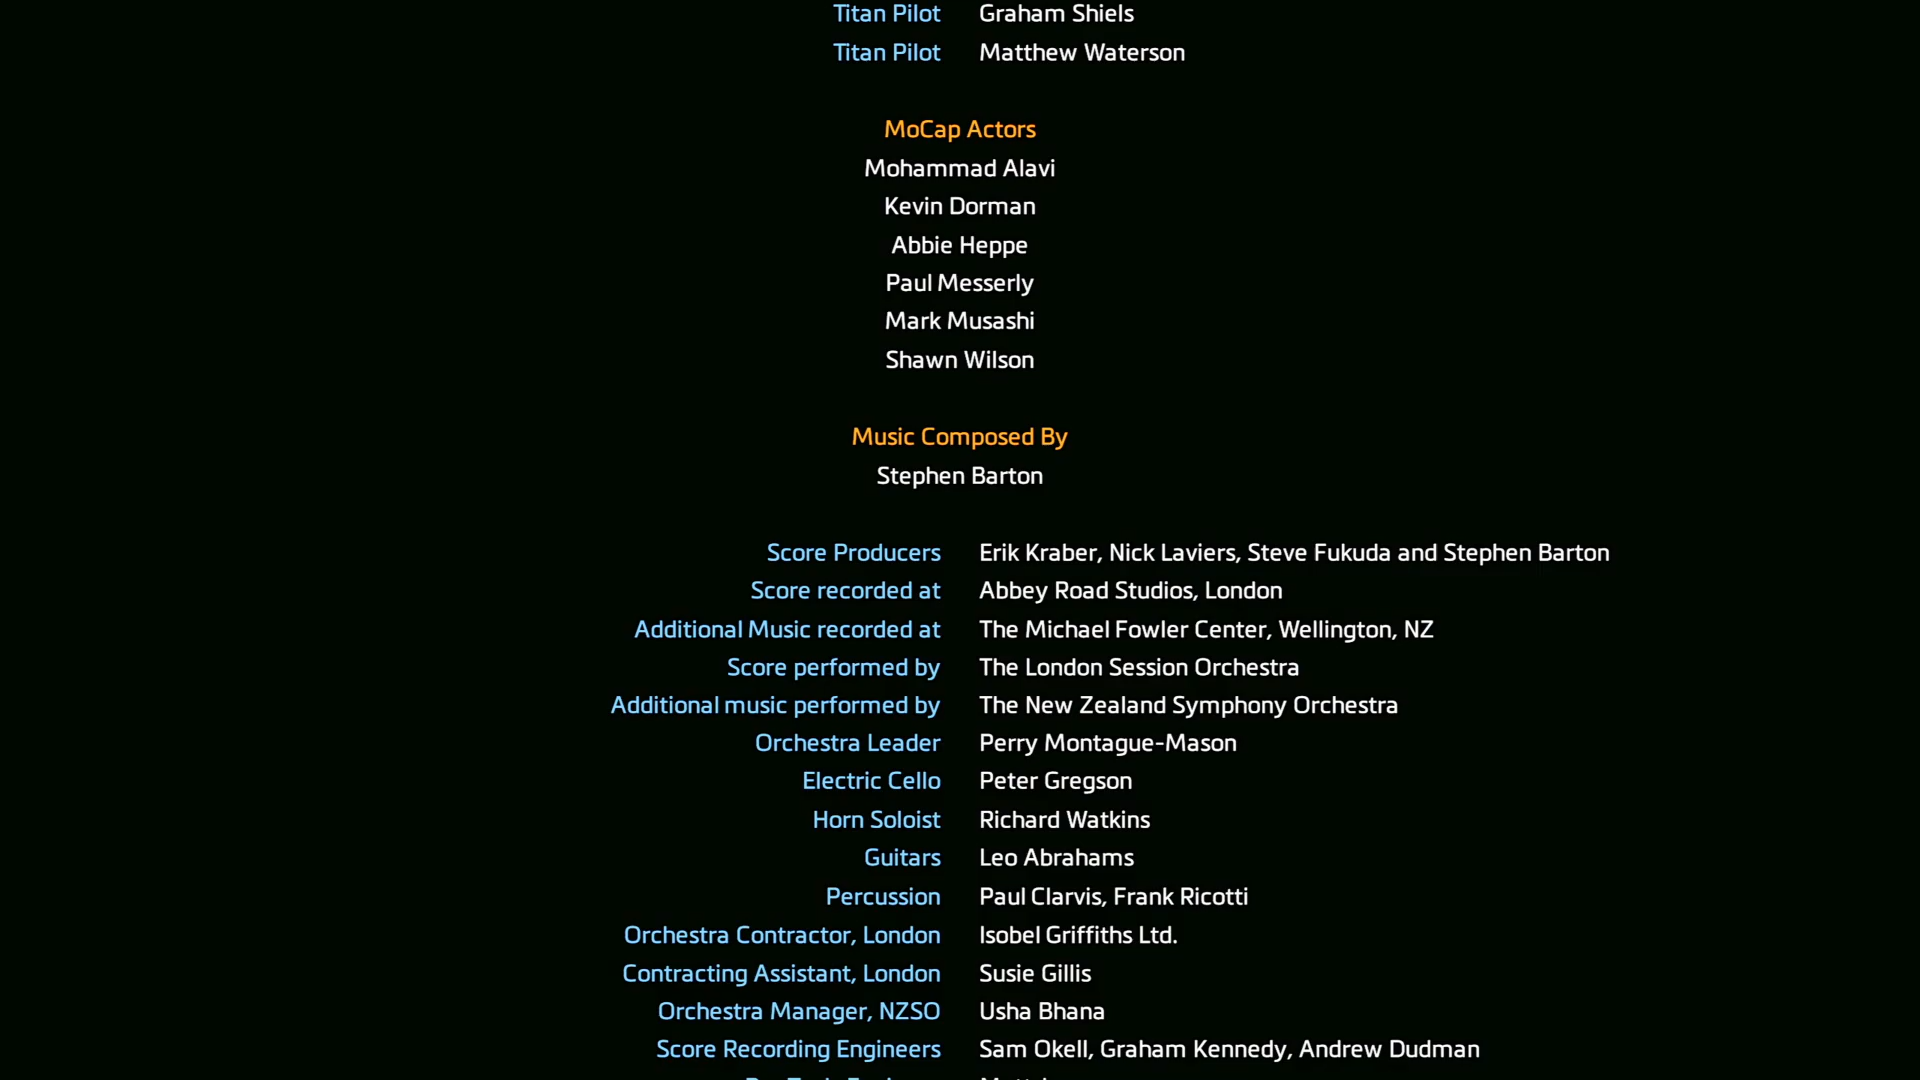 Titan Pilot Graham Shiels
Titan Pilot Matthew Waterson
MoCap Actors
Mohammad Alavi
Kevin Dorman
Abbie Heppe
Paul Messerly
Mark Musashi
Shawn Wilson
Music Composed By
Stephen Barton
Score Producers Erik Kraber, Nick Laviers, Steve Fukuda and Stephen Barton
Score recorded at Abbey Road Studios, London
Additional Music recorded at The Michael Fowler Center, Wellington, NZ
Score performed by The London Session Orchestra
Additional music performed by The New Zealand Symphony Orchestra
Orchestra Leader Perry Montague-Mason
Electric Cello Peter Gregson
Horn Soloist Richard Watkins
Guitars Leo Abrahams
Percussion Paul Clarvis, Frank Ricotti
Orchestra Contractor, London Isobel Griffiths Ltd.
Contracting Assistant, London Susie Gillis
Orchestra Manager, NZSO Usha Bhana
Score Recording Engineers Sam Okell, Graham Kennedy, Andrew Dudman